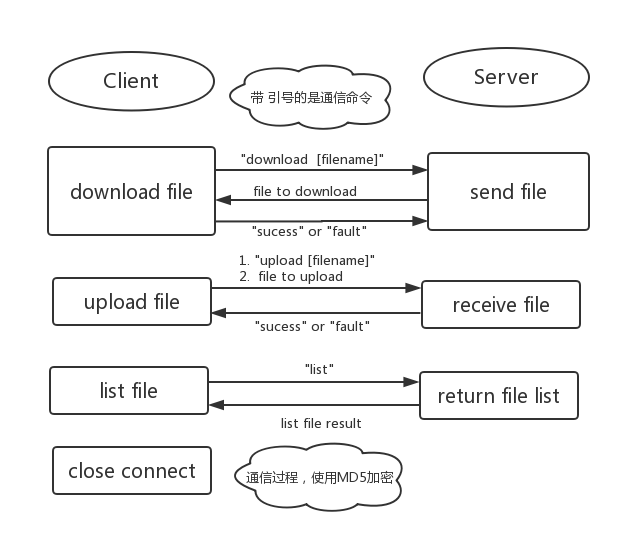 Client
Server
带 引号的是通信命令
download file
"download [filename]"
file to download
"sucess" or "fault"
send file
upload file
1. "upload [filename]"
2. file to upload
"sucess" or "fault"
receive file
list file
"list"
list file result
return file list
close connect
通信过程，使用MD5加密